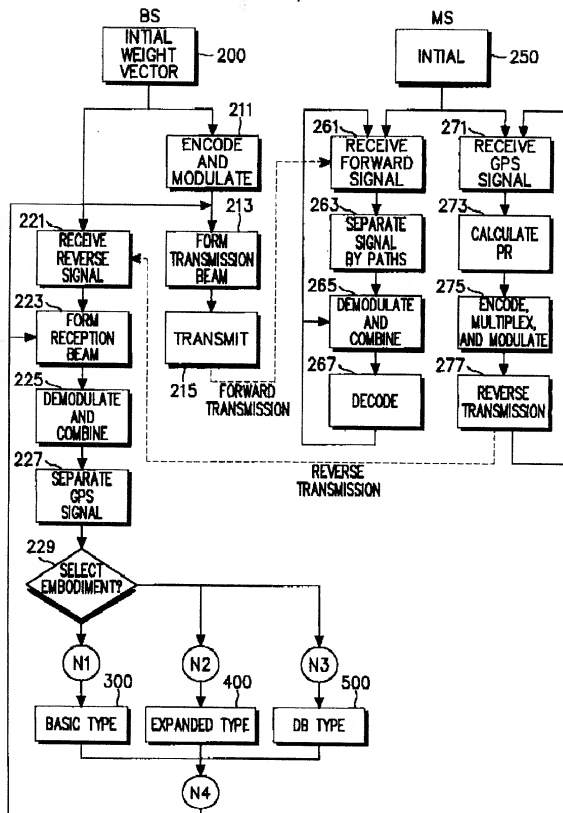 BS
INTIAL
WEIGHT
VECTOR
200
MS
INTIAL
250
211
ENCODE
AND
MODULATE
213
FORM
TRANSMISSION
BEAM
TRANSMIT
215
FORWARD
TRANSMISSION
221
RECEIVE
REVERSE
SIGNAL
223
FORM
RECEPTION
BEAM
225
DEMODULATE
AND
COMBINE
227
SEPARATE
GPS
SIGNAL
229
SELECT
EMBODIMENT?
261
RECEIVE
FORWARD
SIGNAL
263
SEPARATE
SIGNAL
BY PATHS
265
DEMODULATE
AND
COMBINE
267
DECODE
271
RECEIVE
GPS
SIGNAL
273
CALCULATE
PR
275
ENCODE,
MULTIPLEX,
AND MODULATE
277
REVERSE
TRANSMISSION
REVERSE
TRANSMISSION
N1
N2
N3
300
BASIC TYPE
400
EXPANDED TYPE
500
DB TYPE
N4